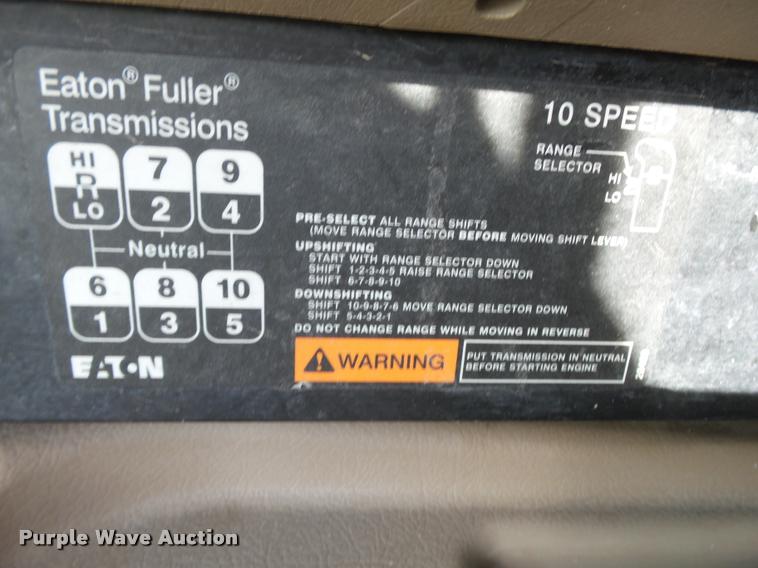 Eaton® Fuller®
Transmissions
10 SPEED
RANGE
SELECTOR
HI
LO
HI 7 9
R
LO 2 4
Neutral
6 8 10
1 3 5
EATON
PRE-SELECT ALL RANGE SHIFTS
(MOVE RANGE SELECTOR BEFORE MOVING SHIFT LEVER)
UPSHIFTING
START WITH RANGE SELECTOR DOWN
SHIFT 1-2-3-4-5 RAISE RANGE SELECTOR
SHIFT 6-7-8-9-10
DOWNSHIFTING
SHIFT 10-9-8-7-6 MOVE RANGE SELECTOR DOWN
SHIFT 5-4-3-2-1
DO NOT CHANGE RANGE WHILE MOVING IN REVERSE
WARNING
PUT TRANSMISSION IN NEUTRAL
BEFORE STARTING ENGINE
Purple Wave Auction